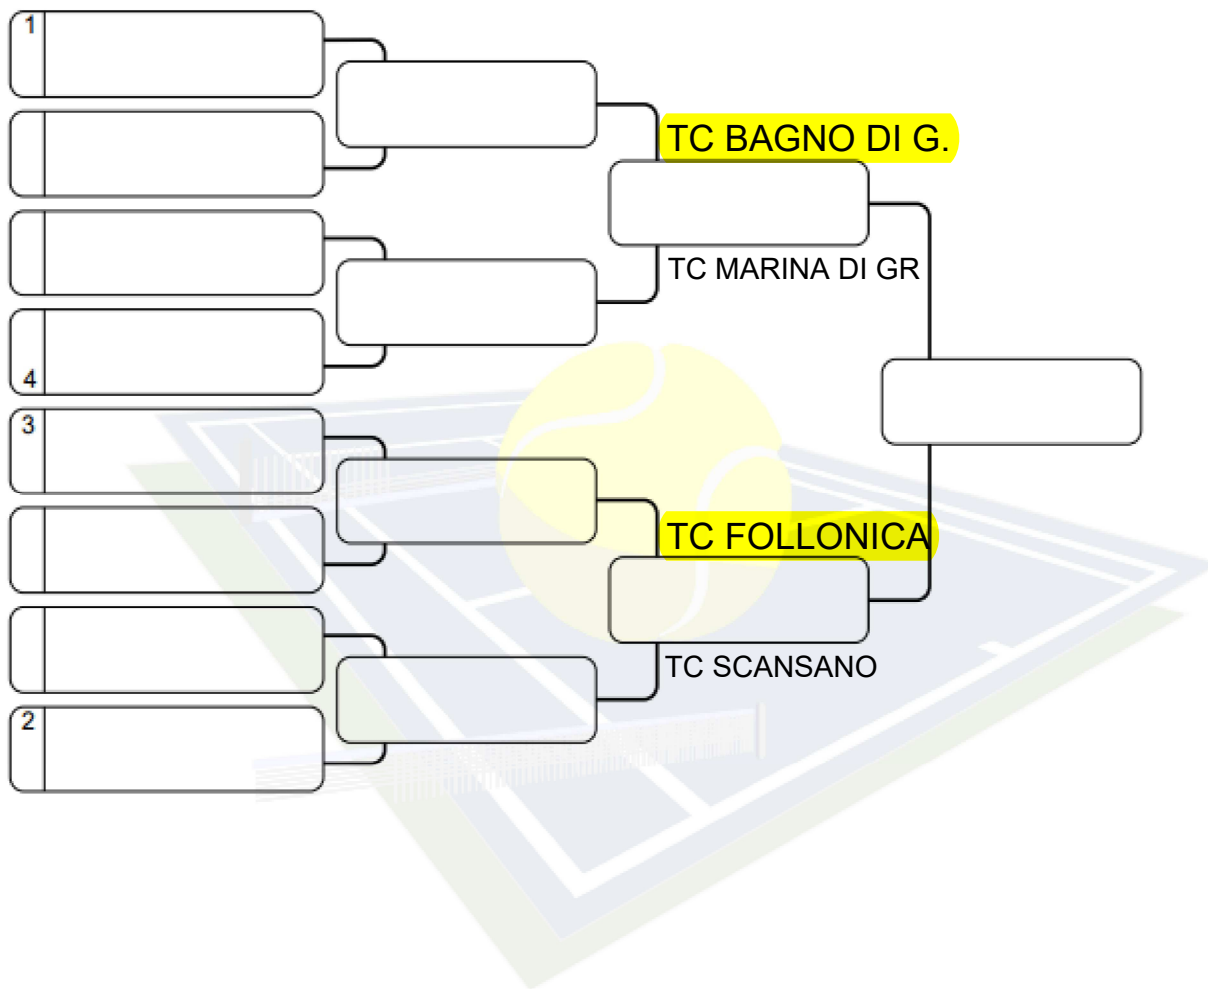 1
TC BAGNO DI G.
TC MARINA DI GR
4
3
TC FOLLONICA
TC SCANSANO
2